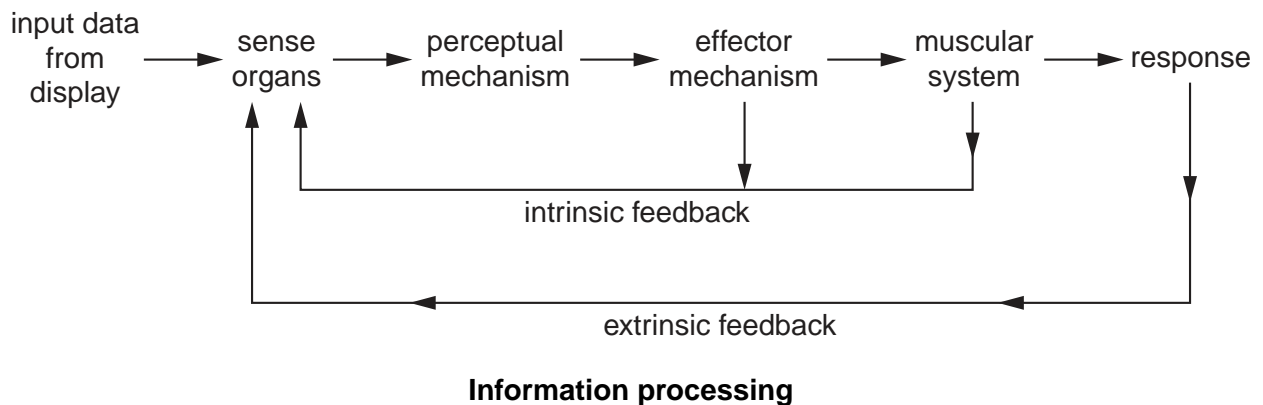 input data
from
display
sense
organs
perceptual
mechanism
effector
mechanism
muscular
system
response
intrinsic feedback
extrinsic feedback
Information processing